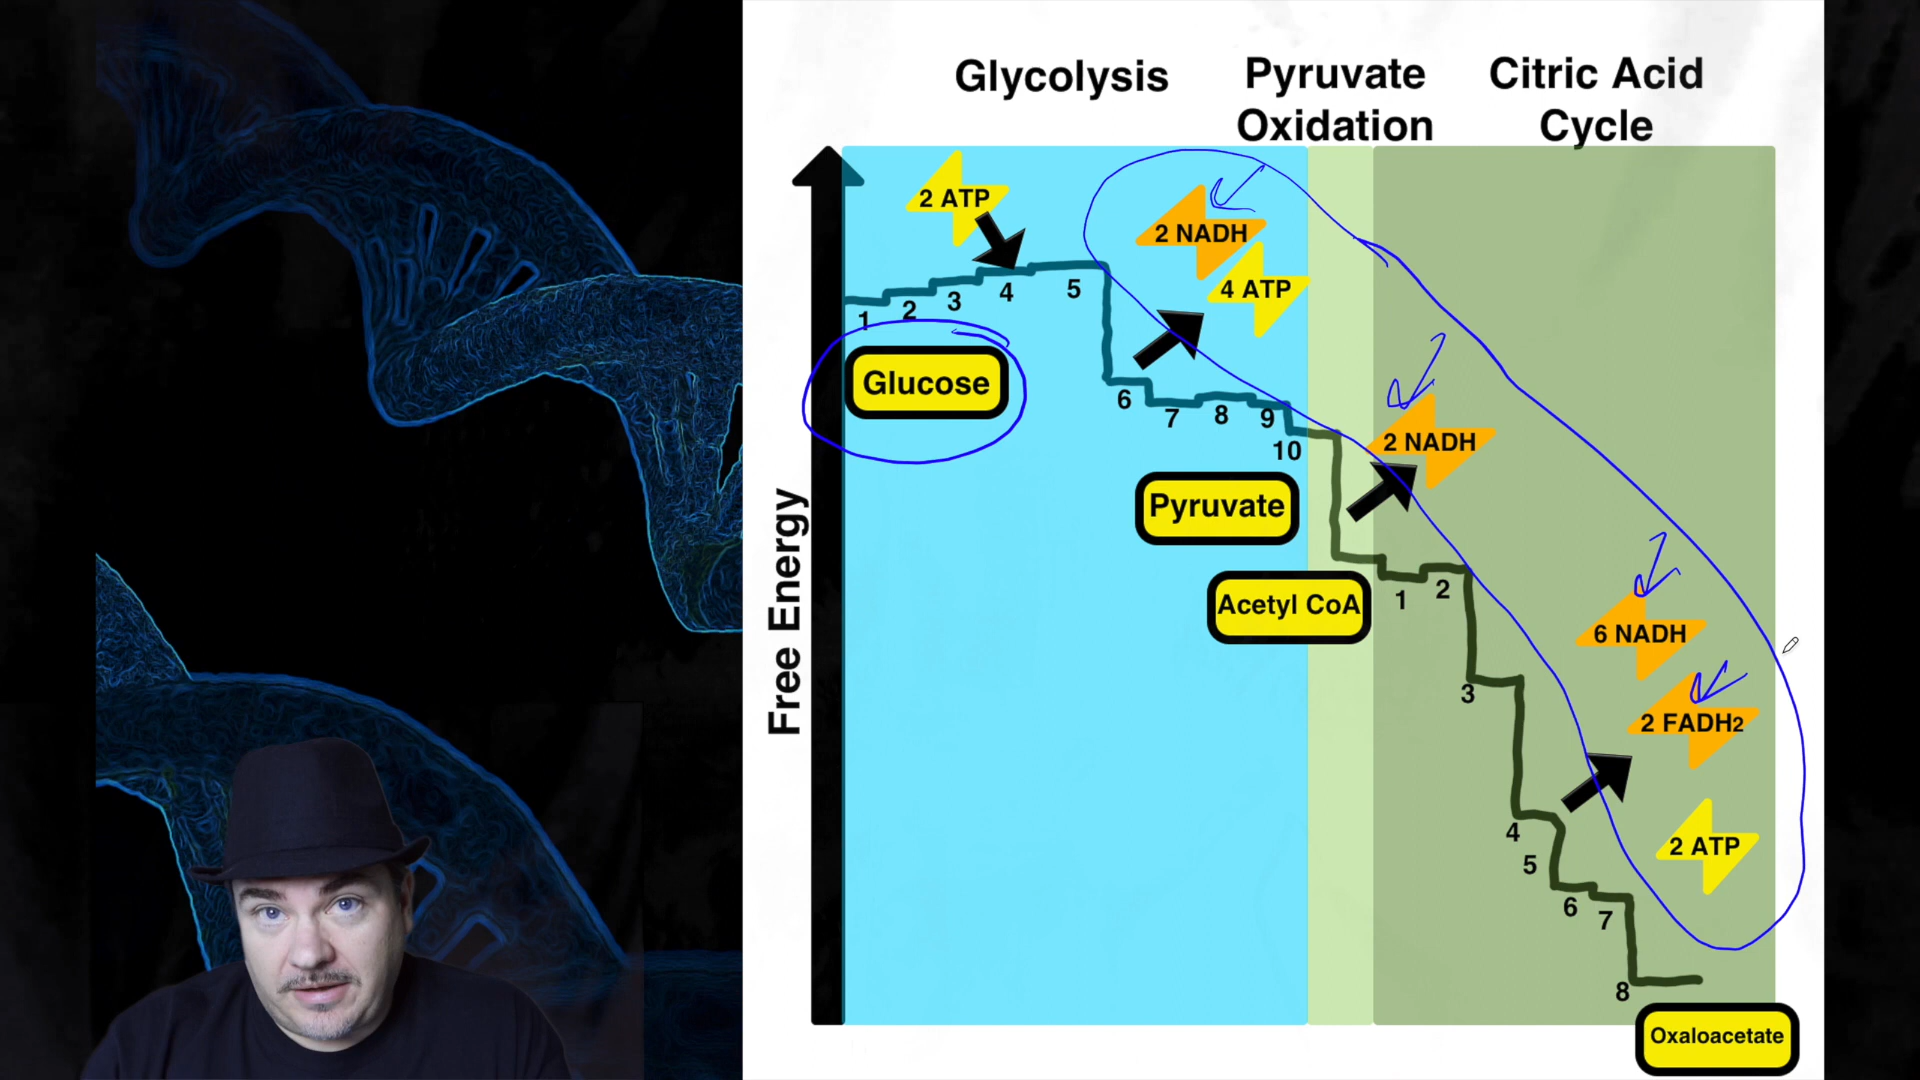 Glycolysis
Pyruvate
Oxidation
Citric Acid
Cycle
Free Energy
2 ATP
2 NADH
4 ATP
1
2
3
4
5
Glucose
6
7
8
9
10
2 NADH
Pyruvate
Acetyl CoA
1
2
6 NADH
3
2 FADH2
4
5
2 ATP
6
7
8
Oxaloacetate